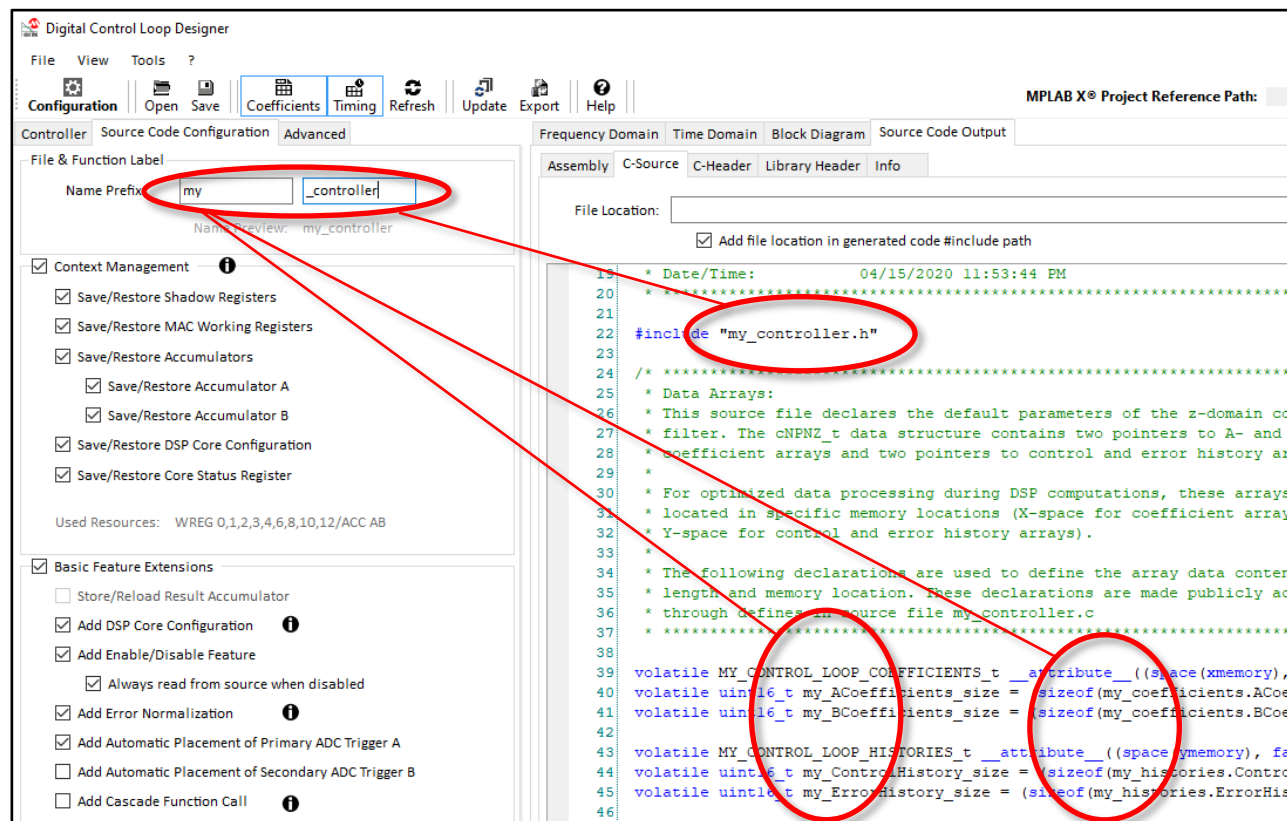 Digital Control Loop Designer
File View Tools ?
Configuration Open Save Coefficients Timing Refresh Update Export Help
MPLAB X® Project Reference Path:
Controller Source Code Configuration Advanced
File & Function Label
Name Prefix my _controller
Name Preview: my_controller
Context Management
Save/Restore Shadow Registers
Save/Restore MAC Working Registers
Save/Restore Accumulators
Save/Restore Accumulator A
Save/Restore Accumulator B
Save/Restore DSP Core Configuration
Save/Restore Core Status Register
Used Resources: WREG 0,1,2,3,4,6,8,10,12/ACC AB
Basic Feature Extensions
Store/Reload Result Accumulator
Add DSP Core Configuration
Add Enable/Disable Feature
Always read from source when disabled
Add Error Normalization
Add Automatic Placement of Primary ADC Trigger A
Add Automatic Placement of Secondary ADC Trigger B
Add Cascade Function Call
Frequency Domain Time Domain Block Diagram Source Code Output
Assembly C-Source C-Header Library Header Info
File Location:
Add file location in generated code #include path
19 * Date/Time: 04/15/2020 11:53:44 PM
20 * ***************************************************************************
21
22 #include "my_controller.h"
23
24 /* ***************************************************************************
25 * Data Arrays:
26 * This source file declares the default parameters of the z-domain co
27 * filter. The cNPNZ_t data structure contains two pointers to A- and
28 * coefficient arrays and two pointers to control and error history ar
29 *
30 * For optimized data processing during DSP computations, these arrays
31 * located in specific memory locations (X-space for coefficient array
32 * Y-space for control and error history arrays).
33 *
34 * The following declarations are used to define the array data conten
35 * length and memory location. These declarations are made publicly ac
36 * through defines in source file my_controller.c
37 * ***************************************************************************
38
39 volatile MY_CONTROL_LOOP_COEFFICIENTS_t __attribute__((space(xmemory),
40 volatile uint16_t my_ACoefficients_size = (sizeof(my_coefficients.ACoe
41 volatile uint16_t my_BCoefficients_size = (sizeof(my_coefficients.BCoe
42
43 volatile MY_CONTROL_LOOP_HISTORIES_t __attribute__((space(ymemory), fa
44 volatile uint16_t my_ControlHistory_size = (sizeof(my_histories.Contro
45 volatile uint16_t my_ErrorHistory_size = (sizeof(my_histories.ErrorHis
46